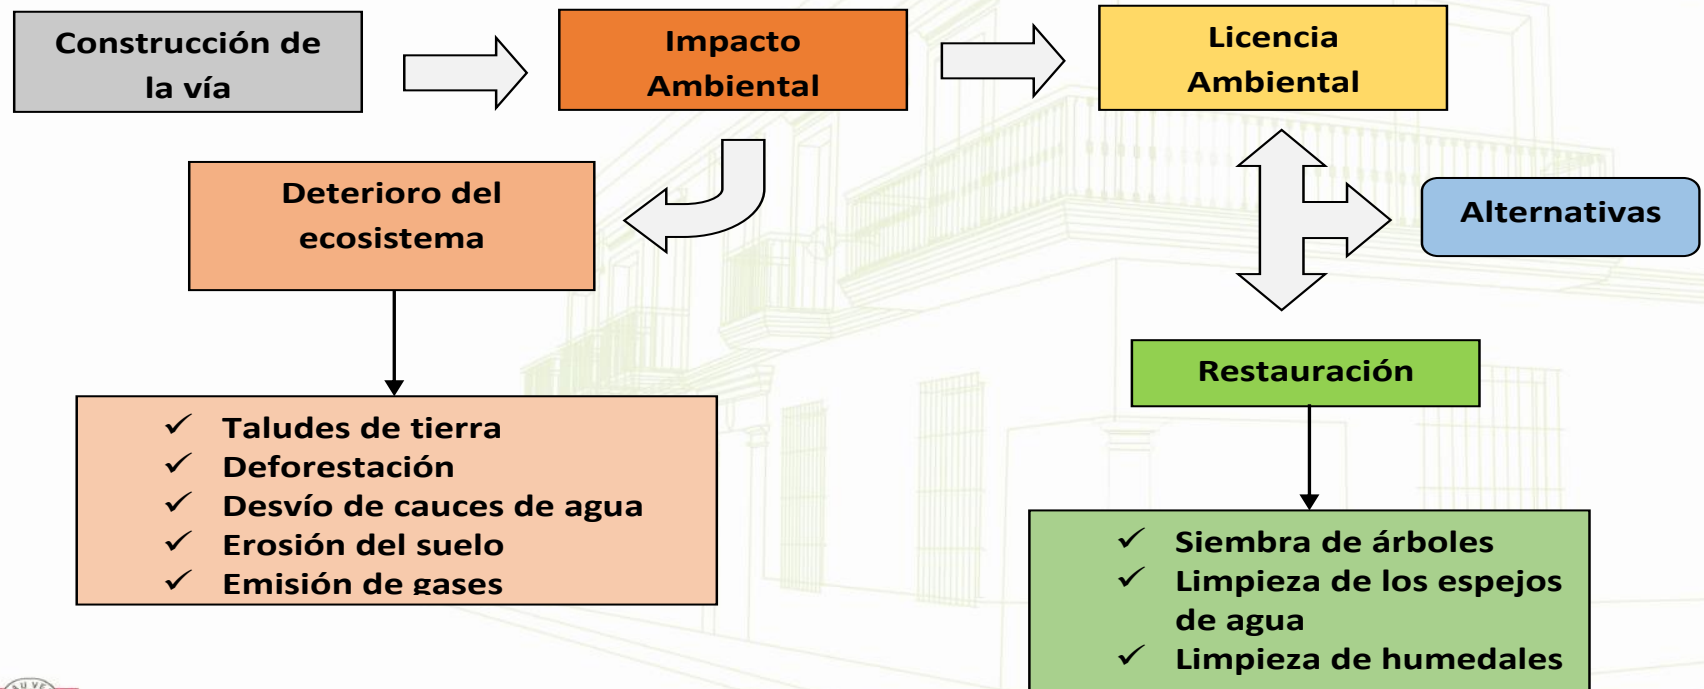 Construcción de
la vía
Impacto
Ambiental
Licencia
Ambiental
Deterioro del
ecosistema
Alternativas
Restauración
✓ Taludes de tierra
✓ Deforestación
✓ Desvío de cauces de agua
✓ Erosión del suelo
✓ Emisión de gases
✓ Siembra de árboles
✓ Limpieza de los espejos
de agua
✓ Limpieza de humedales